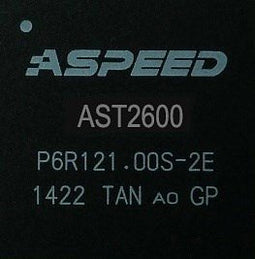 ASPEED
AST2600
P6R121.00S-2E
1422 TAN A0 GP